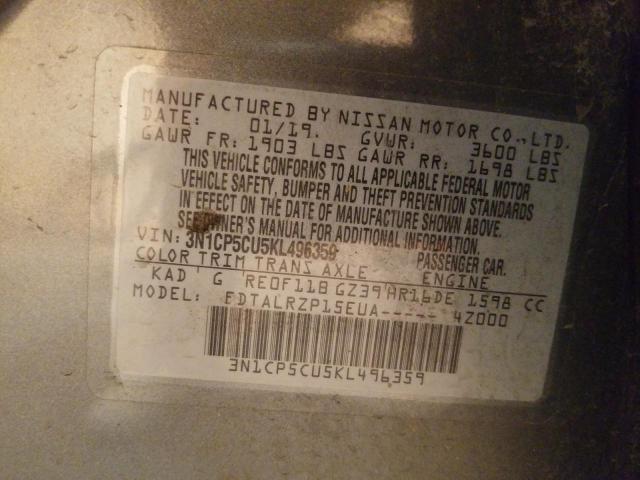 MANUFACTURED BY NISSAN MOTOR CO., LTD.
DATE: 01/19. GVWR: 3600 LBS
GAWR FR: 1903 LBS GAWR RR: 1698 LBS
THIS VEHICLE CONFORMS TO ALL APPLICABLE FEDERAL MOTOR
VEHICLE SAFETY, BUMPER AND THEFT PREVENTION STANDARDS
IN EFFECT ON THE DATE OF MANUFACTURE SHOWN ABOVE.
SEE OWNER'S MANUAL FOR ADDITIONAL INFORMATION.
VIN: 3N1CP5CU5KL496359 PASSENGER CAR.
COLOR TRIM TRANS AXLE ENGINE
KAD G RE0F11B GZ39 HR16DE 1598 CC
MODEL: FDTALRZP15EUA----- 4Z000
3N1CP5CU5KL496359